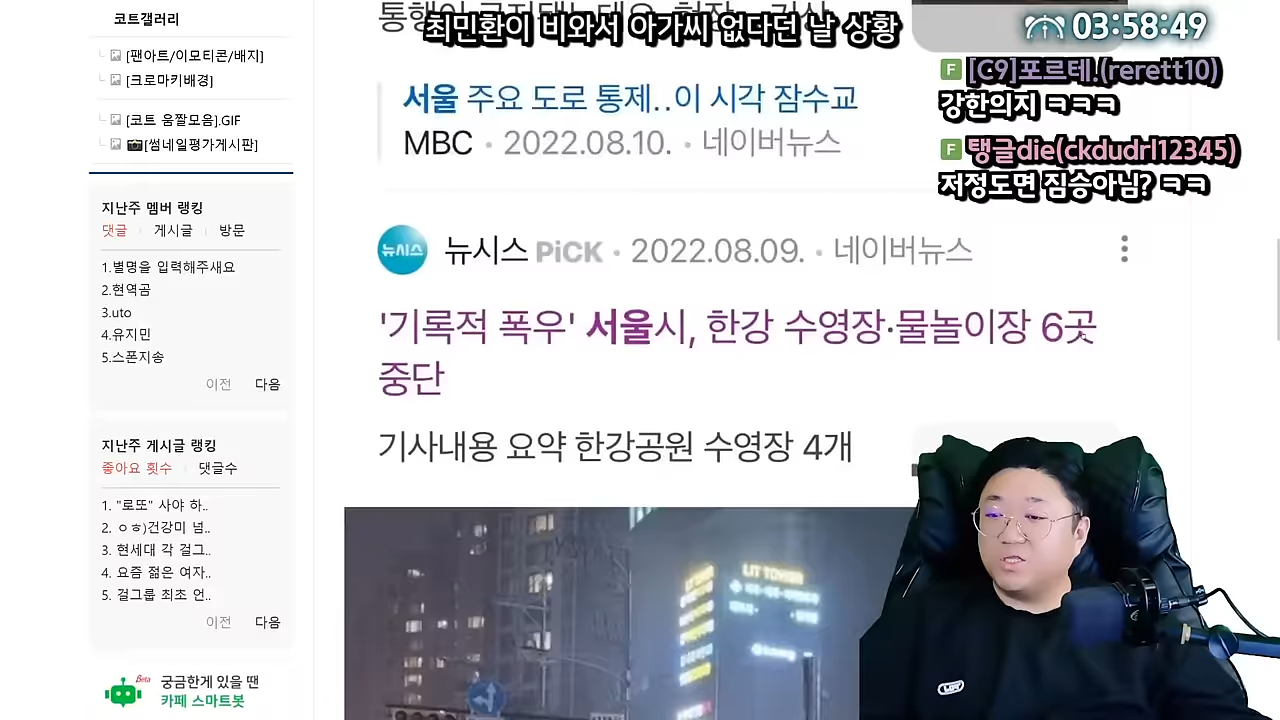 코트갤러리
[팬아트/이모티콘/배지]
[크로마키배경]
[코트 움짤모음].GIF
[썸네일평가게시판]
지난주 멤버 랭킹
댓글 게시글 방문
1.별명을 입력해주세요
2.현역곰
3.uto
4.유지민
5.스폰지송
이전 다음
지난주 게시글 랭킹
좋아요 횟수 댓글수
1. "로또" 사야 하..
2. ㅇㅎ)건강미 넘..
3. 현세대 각 걸그..
4. 요즘 젊은 여자..
5. 걸그룹 최초 언..
이전 다음
Beta
궁금한게 있을 땐
카페 스마트봇
최민환이 비와서 아가씨 없다던 날 상황
서울 주요 도로 통제..이 시각 잠수교
MBC · 2022.08.10. · 네이버뉴스
뉴시스
뉴시스 PiCK · 2022.08.09. · 네이버뉴스
'기록적 폭우' 서울시, 한강 수영장·물놀이장 6곳
중단
기사내용 요약 한강공원 수영장 4개
LIT TOWER
03:58:49
F [C9]포르테.(rerett10)
강한의지 ㅋㅋㅋ
F 탱글die(ckdudrl12345)
저정도면 짐승아님? ㅋㅋ